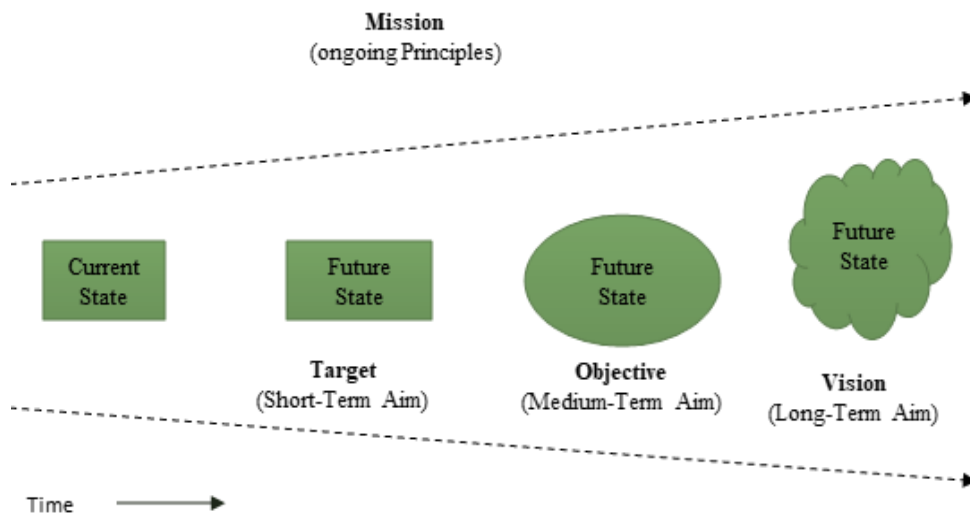 Mission
(ongoing Principles)
Current
State
Future
State
Future
State
Future
State
Target
(Short-Term Aim)
Objective
(Medium-Term Aim)
Vision
(Long-Term Aim)
Time